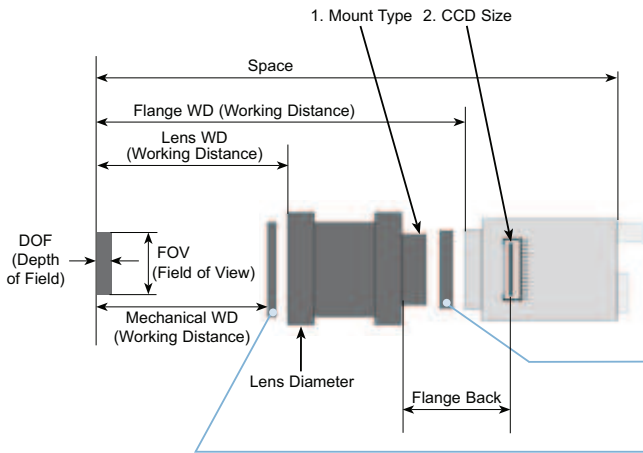 1. Mount Type
2. CCD Size
Space
Flange WD (Working Distance)
Lens WD
(Working Distance)
DOF
(Depth
of Field)
FOV
(Field of View)
Mechanical WD
(Working Distance)
Lens Diameter
Flange Back